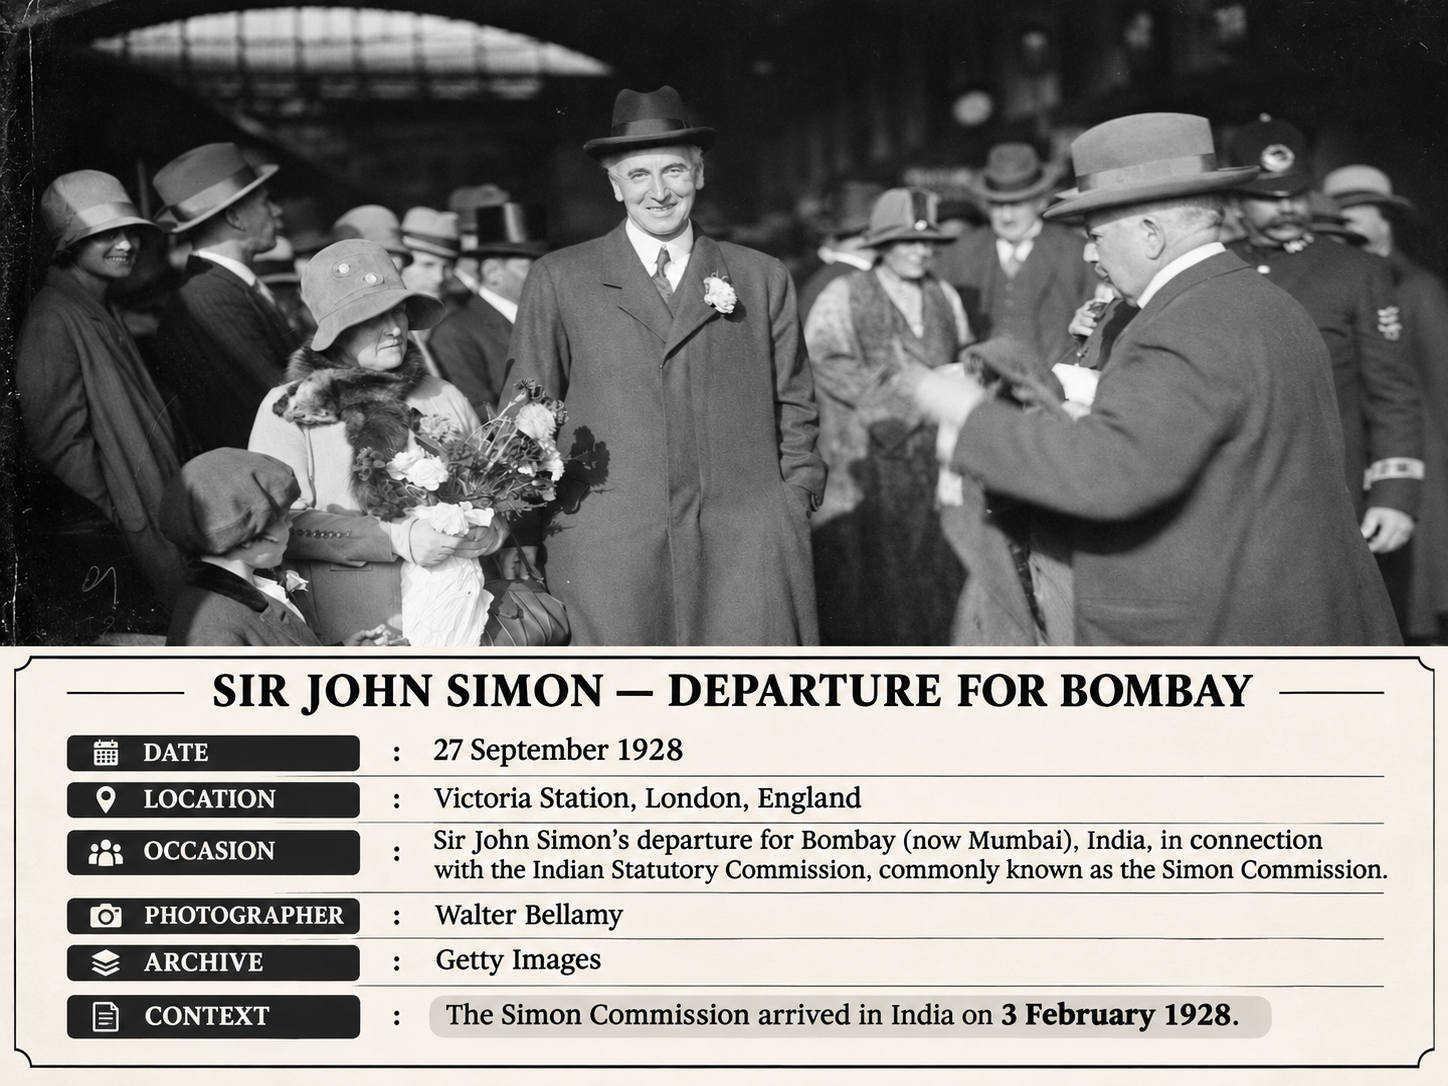 SIR JOHN SIMON — DEPARTURE FOR BOMBAY
DATE : 27 September 1928
LOCATION : Victoria Station, London, England
OCCASION : Sir John Simon’s departure for Bombay (now Mumbai), India, in connection
with the Indian Statutory Commission, commonly known as the Simon Commission.
PHOTOGRAPHER : Walter Bellamy
ARCHIVE : Getty Images
CONTEXT : The Simon Commission arrived in India on 3 February 1928.